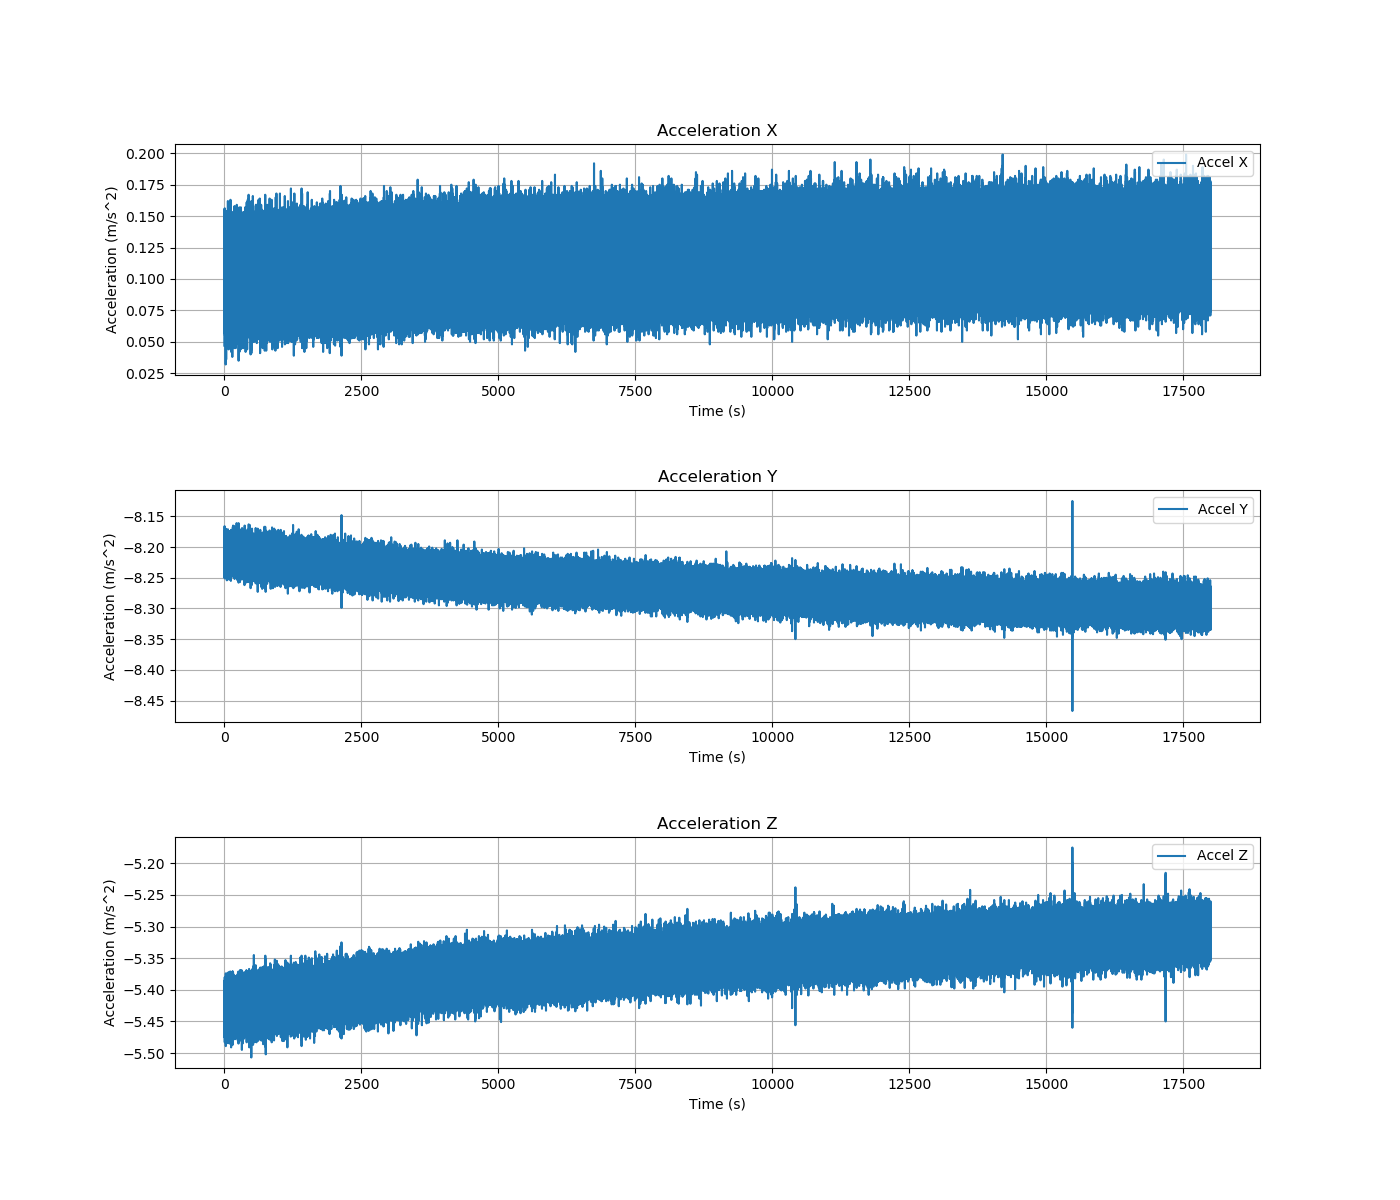 Acceleration X
Accel X
Acceleration (m/s^2)
0.200
0.175
0.150
0.125
0.100
0.075
0.050
0.025
0 2500 5000 7500 10000 12500 15000 17500
Time (s)
Acceleration Y
Accel Y
Acceleration (m/s^2)
−8.15
−8.20
−8.25
−8.30
−8.35
−8.40
−8.45
0 2500 5000 7500 10000 12500 15000 17500
Time (s)
Acceleration Z
Accel Z
Acceleration (m/s^2)
−5.20
−5.25
−5.30
−5.35
−5.40
−5.45
−5.50
0 2500 5000 7500 10000 12500 15000 17500
Time (s)